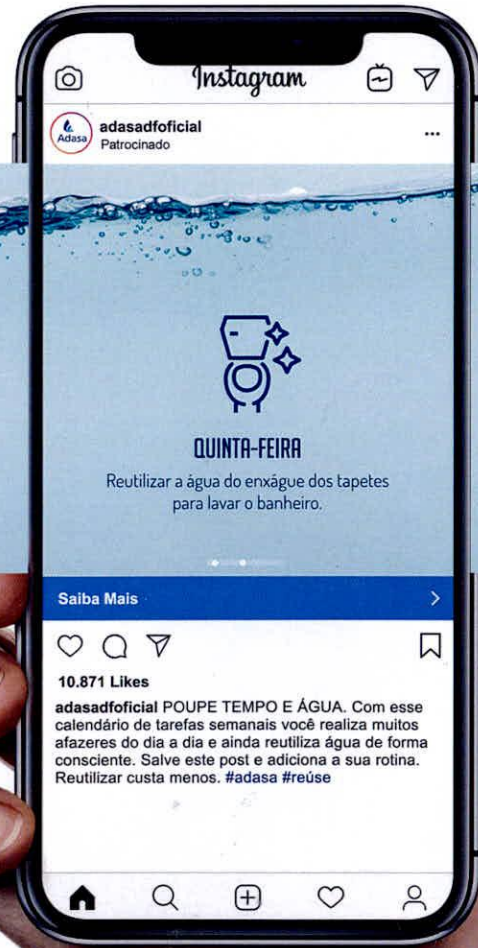 Instagram
Adasa
adasadfoficial
Patrocinado
QUINTA-FEIRA
Reutilizar a água do enxágue dos tapetes
para lavar o banheiro.
Saiba Mais
10.871 Likes
adasadfoficial POUPE TEMPO E ÁGUA. Com esse
calendário de tarefas semanais você realiza muitos
afazeres do dia a dia e ainda reutiliza água de forma
consciente. Salve este post e adiciona a sua rotina.
Reutilizar custa menos. #adasa #reúse